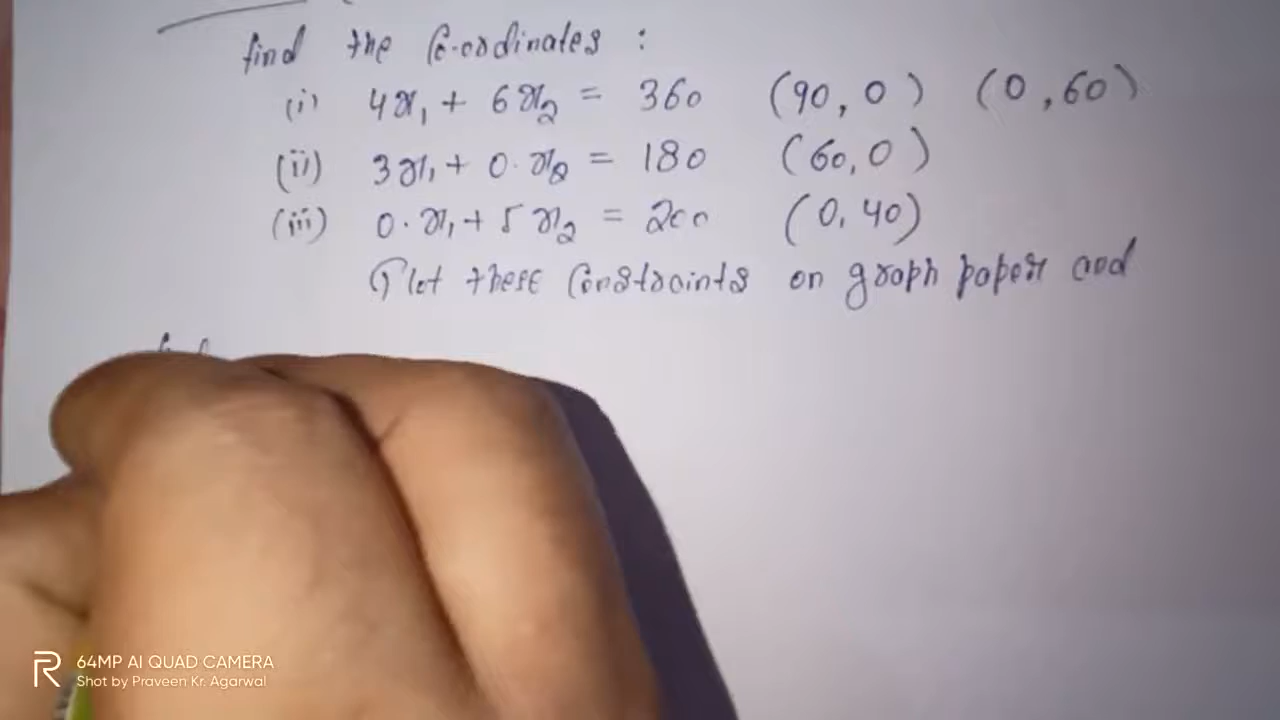 find the Co-ordinates :
(i) 4x₁ + 6x₂ = 360 (90, 0) (0, 60)
(ii) 3x₁ + 0. x₂ = 180 (60, 0)
(iii) 0. x₁ + 5x₂ = 200 (0, 40)
Plot these Constraints on graph paper and
64MP AI QUAD CAMERA
Shot by Praveen Kr. Agarwal